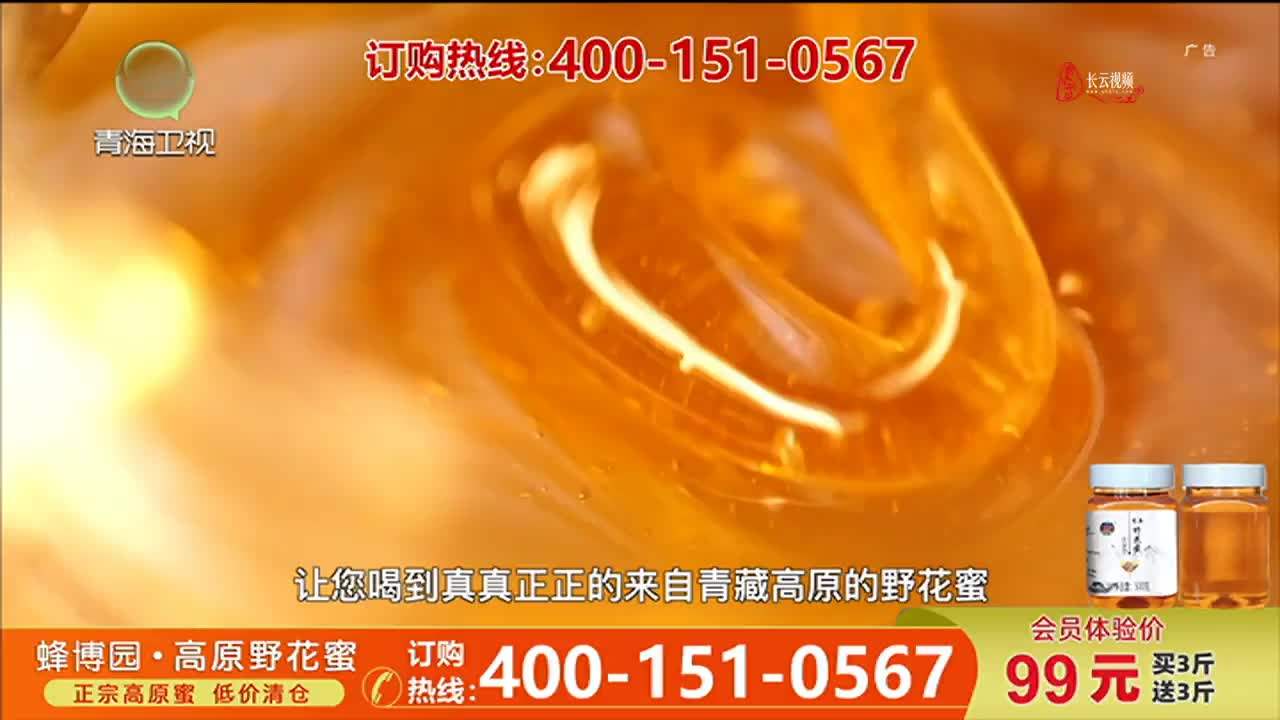 订购热线:400-151-0567
广告
长云视频
青海卫视
野花蜜
让您喝到真真正正的来自青藏高原的野花蜜
蜂博园·高原野花蜜
正宗高原蜜 低价清仓
订购
热线:
400-151-0567
会员体验价
99元
买3斤
送3斤